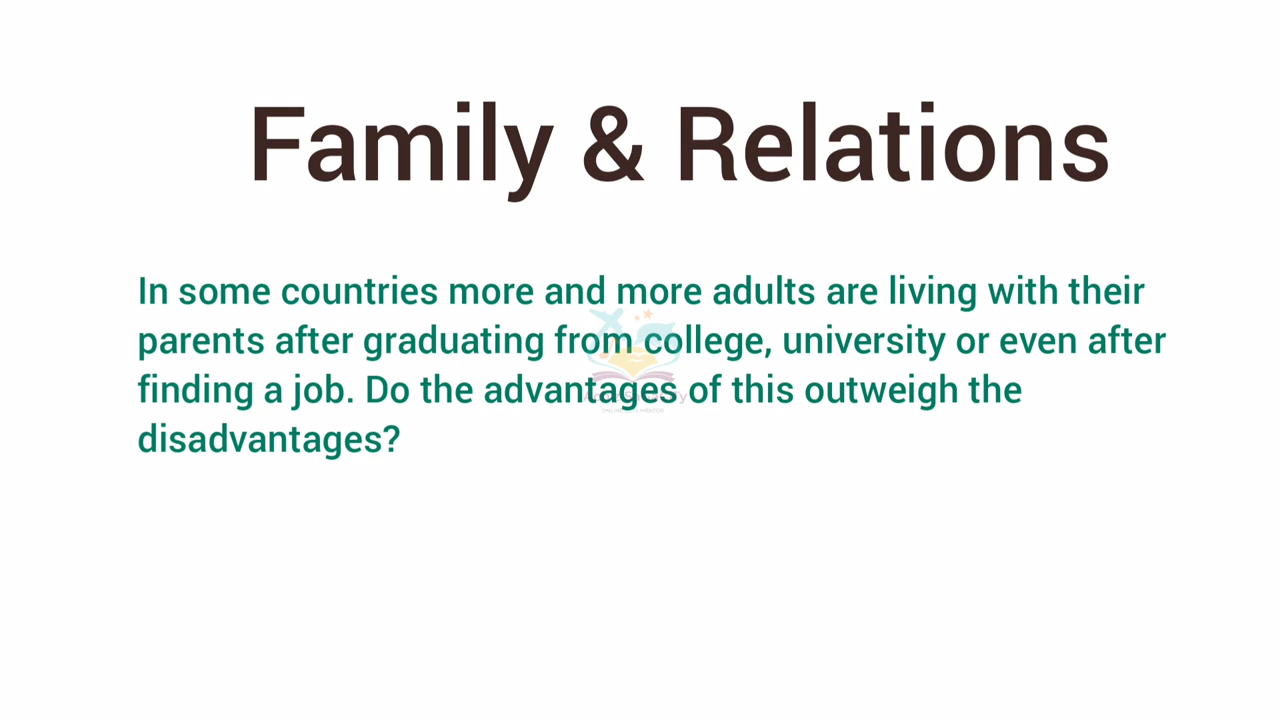 Family & Relations
In some countries more and more adults are living with their
parents after graduating from college, university or even after
finding a job. Do the advantages of this outweigh the
disadvantages?